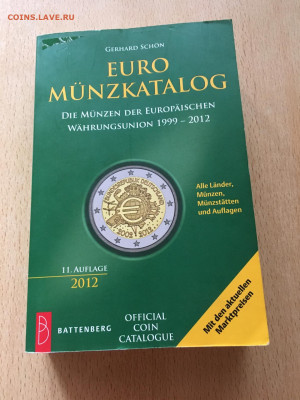 COINS.LAVE.RU
GERHARD SCHÖN
EURO
MÜNZKATALOG
DIE MÜNZEN DER EUROPÄISCHEN
WÄHRUNGSUNION 1999 – 2012
Alle Länder,
Münzen,
Münzstätten
und Auflagen
11. AUFLAGE
2012
BATTENBERG
OFFICIAL
COIN
CATALOGUE
Mit den aktuellen
Marktpreisen